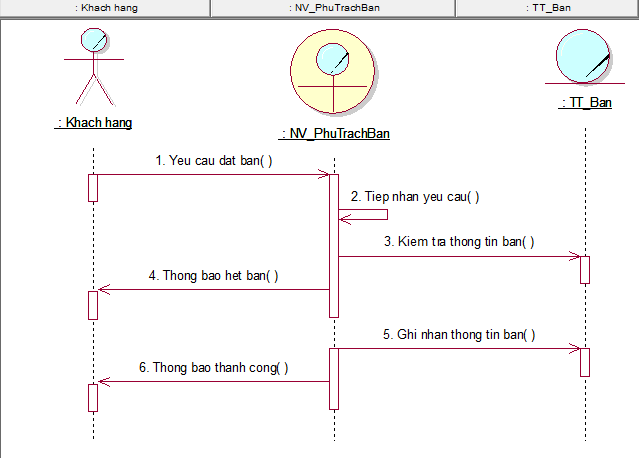 : Khach hang
: NV_PhuTrachBan
: TT_Ban
: Khach hang
: NV_PhuTrachBan
: TT_Ban
1. Yeu cau dat ban( )
2. Tiep nhan yeu cau( )
3. Kiem tra thong tin ban( )
4. Thong bao het ban( )
5. Ghi nhan thong tin ban( )
6. Thong bao thanh cong( )